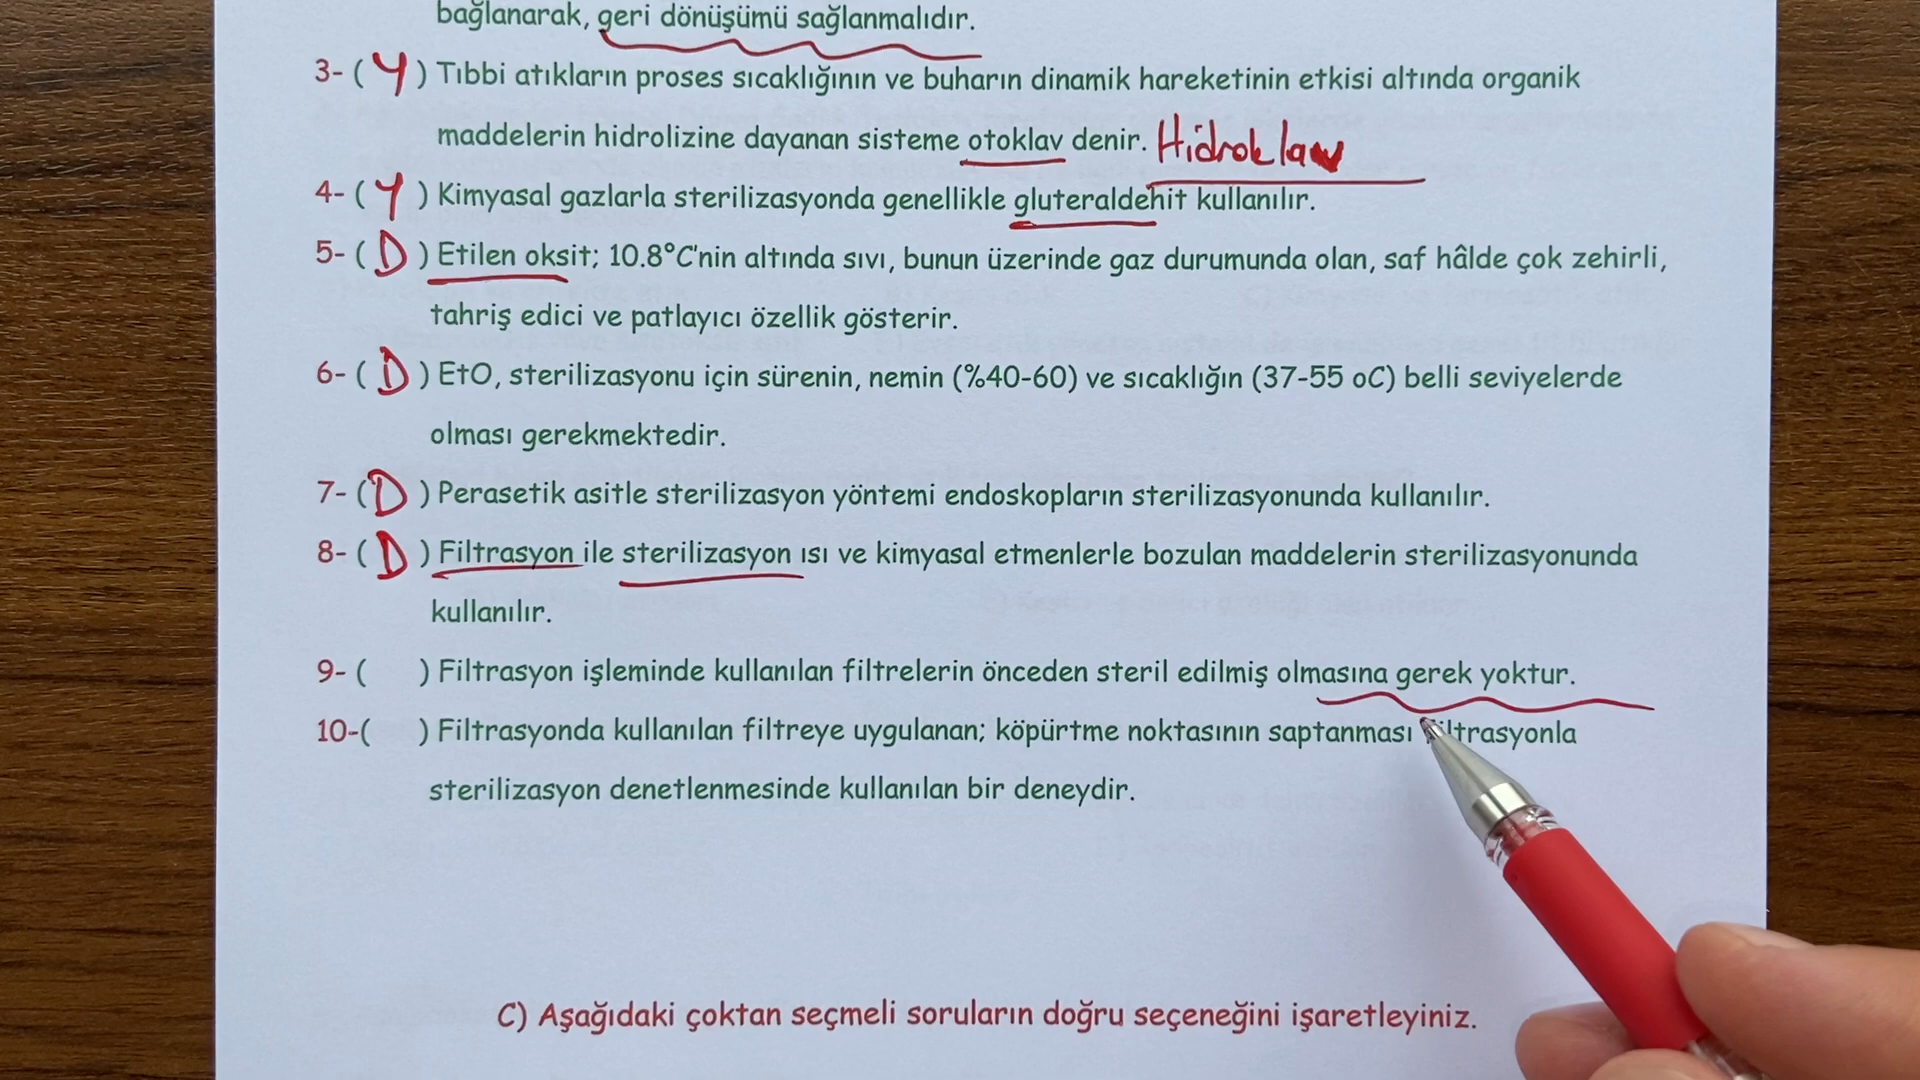 bağlanarak, geri dönüşümü sağlanmalıdır.
3- ( Y ) Tıbbi atıkların proses sıcaklığının ve buharın dinamik hareketinin etkisi altında organik
maddelerin hidrolizine dayanan sisteme otoklav denir. Hidroklav
4- ( Y ) Kimyasal gazlarla sterilizasyonda genellikle gluteraldehit kullanılır.
5- ( D ) Etilen oksit; 10.8°C'nin altında sıvı, bunun üzerinde gaz durumunda olan, saf hâlde çok zehirli,
tahriş edici ve patlayıcı özellik gösterir.
6- ( D ) EtO, sterilizasyonu için sürenin, nemin (%40-60) ve sıcaklığın (37-55 oC) belli seviyelerde
olması gerekmektedir.
7- ( D ) Perasetik asitle sterilizasyon yöntemi endoskopların sterilizasyonunda kullanılır.
8- ( D ) Filtrasyon ile sterilizasyon ısı ve kimyasal etmenlerle bozulan maddelerin sterilizasyonunda
kullanılır.
9- ( ) Filtrasyon işleminde kullanılan filtrelerin önceden steril edilmiş olmasına gerek yoktur.
10-( ) Filtrasyonda kullanılan filtreye uygulanan; köpürtme noktasının saptanması filtrasyonla
sterilizasyon denetlenmesinde kullanılan bir deneydir.
C) Aşağıdaki çoktan seçmeli soruların doğru seçeneğini işaretleyiniz.